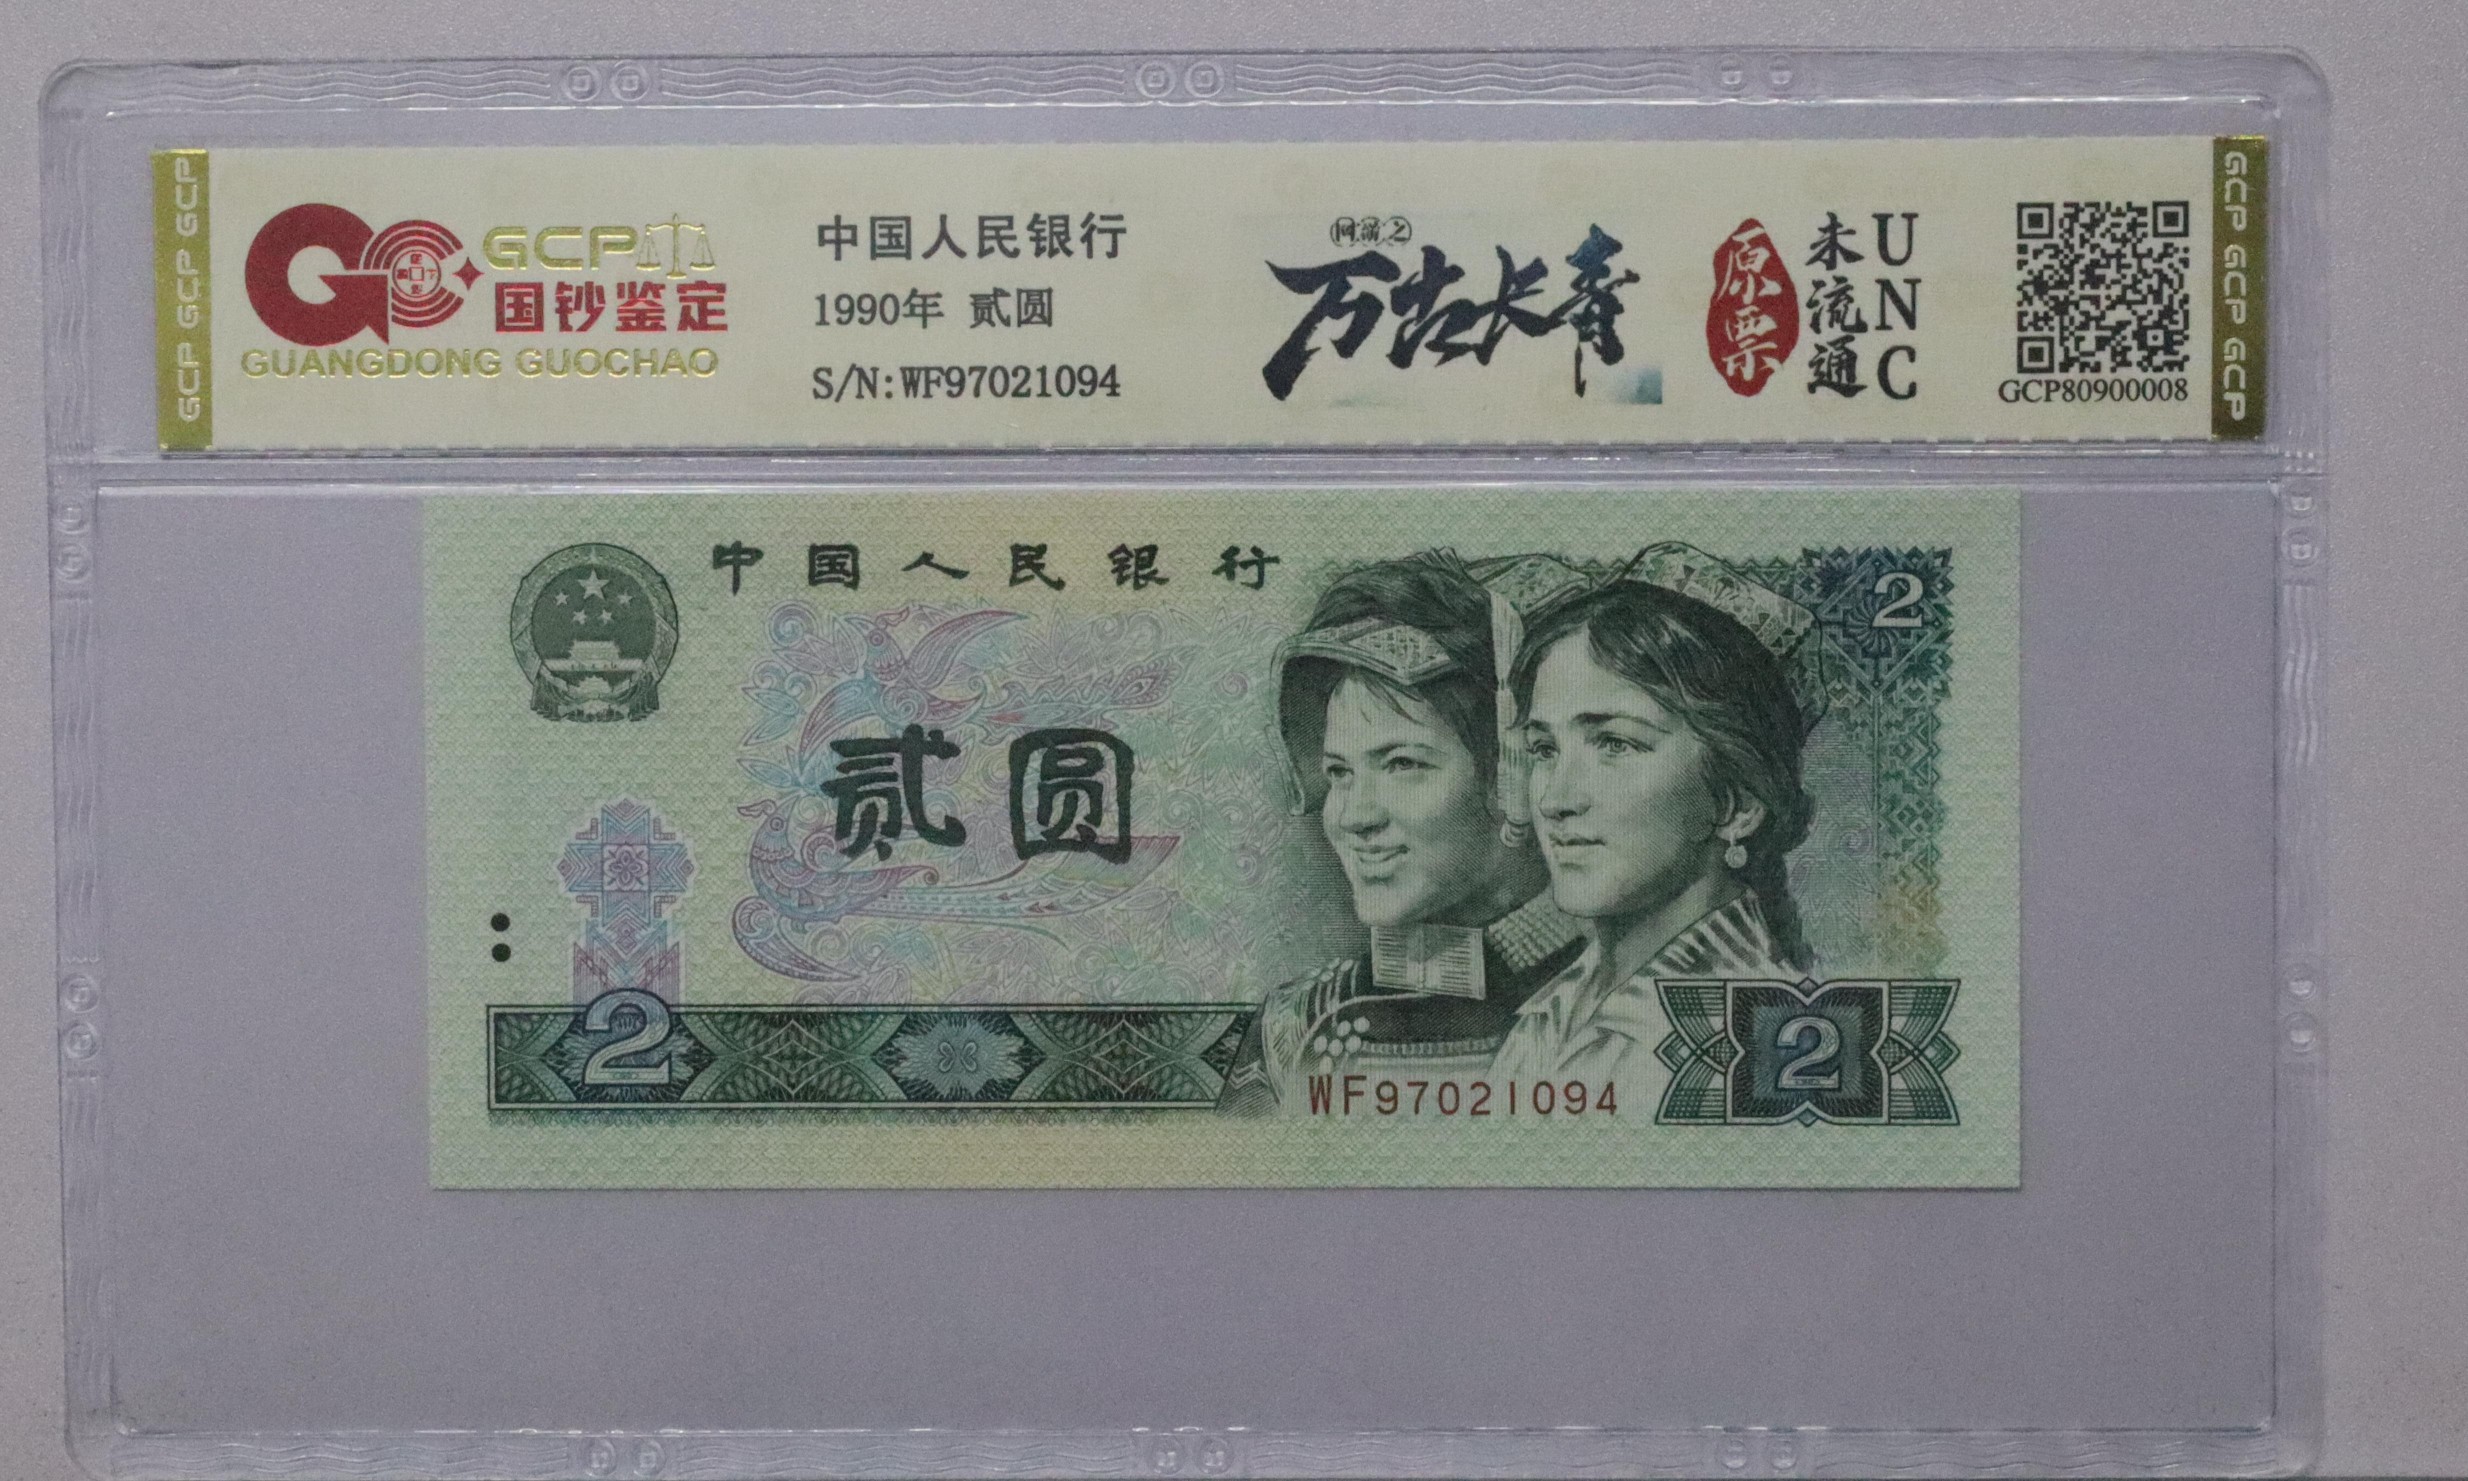 GCP GCP GCP
GCP
国钞鉴定
GUANGDONG GUOCHAO
中国人民银行
1990年 贰圆
S/N:WF97021094
万古长青
原票
未流通
UNC
GCP80900008
GCP GCP GCP
中国人民银行
2
贰圆
2
WF97021094
2